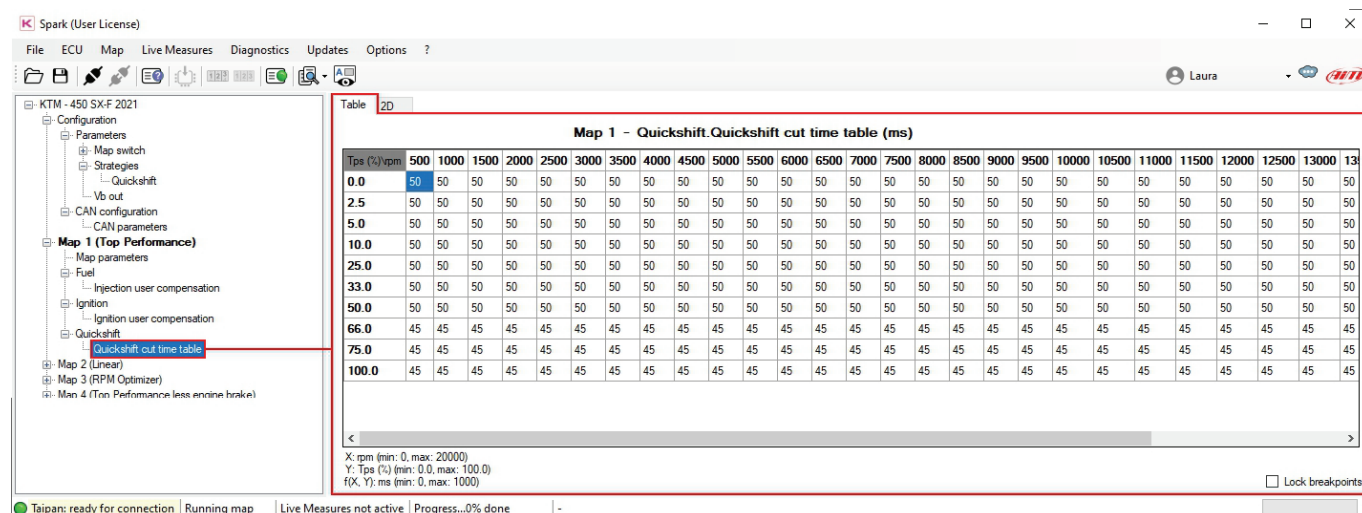 Spark (User License)
File ECU Map Live Measures Diagnostics Updates Options ?
Laura
KTM - 450 SX-F 2021
Configuration
Parameters
Map switch
Strategies
Quickshift
Vb out
CAN configuration
CAN parameters
Map 1 (Top Performance)
Map parameters
Fuel
Injection user compensation
Ignition
Ignition user compensation
Quickshift
Quickshift cut time table
Map 2 (Linear)
Map 3 (RPM Optimizer)
Map 4 (Top Performance less engine brake)
Table 2D
Map 1 - Quickshift.Quickshift cut time table (ms)
Tps (%)\rpm 500 1000 1500 2000 2500 3000 3500 4000 4500 5000 5500 6000 6500 7000 7500 8000 8500 9000 9500 10000 10500 11000 11500 12000 12500 13000 13
0.0 50 50 50 50 50 50 50 50 50 50 50 50 50 50 50 50 50 50 50 50 50 50 50 50 50 50 50
2.5 50 50 50 50 50 50 50 50 50 50 50 50 50 50 50 50 50 50 50 50 50 50 50 50 50 50 50
5.0 50 50 50 50 50 50 50 50 50 50 50 50 50 50 50 50 50 50 50 50 50 50 50 50 50 50 50
10.0 50 50 50 50 50 50 50 50 50 50 50 50 50 50 50 50 50 50 50 50 50 50 50 50 50 50 50
25.0 50 50 50 50 50 50 50 50 50 50 50 50 50 50 50 50 50 50 50 50 50 50 50 50 50 50 50
33.0 50 50 50 50 50 50 50 50 50 50 50 50 50 50 50 50 50 50 50 50 50 50 50 50 50 50 50
50.0 50 50 50 50 50 50 50 50 50 50 50 50 50 50 50 50 50 50 50 50 50 50 50 50 50 50 50
66.0 45 45 45 45 45 45 45 45 45 45 45 45 45 45 45 45 45 45 45 45 45 45 45 45 45 45 45
75.0 45 45 45 45 45 45 45 45 45 45 45 45 45 45 45 45 45 45 45 45 45 45 45 45 45 45 45
100.0 45 45 45 45 45 45 45 45 45 45 45 45 45 45 45 45 45 45 45 45 45 45 45 45 45 45 45
X: rpm (min: 0, max: 20000)
Y: Tps (%) (min: 0.0, max: 100.0)
f(X, Y): ms (min: 0, max: 1000)
Lock breakpoints
Taipan: ready for connection Running map Live Measures not active Progress...0% done -